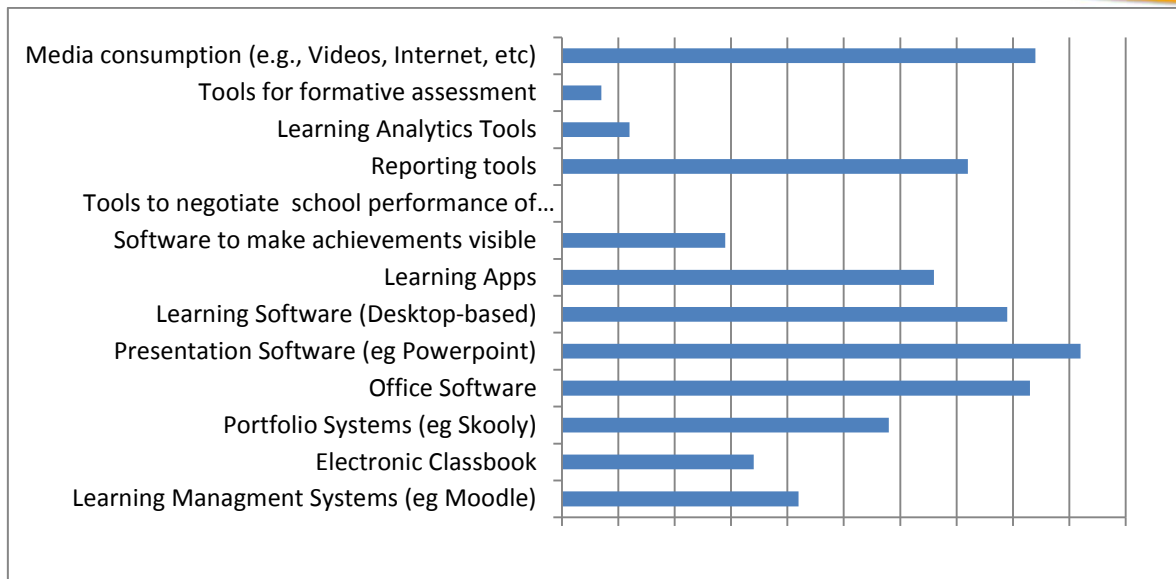 Media consumption (e.g., Videos, Internet, etc)
Tools for formative assessment
Learning Analytics Tools
Reporting tools
Tools to negotiate  school performance of…
Software to make achievements visible
Learning Apps
Learning Software (Desktop-based)
Presentation Software (eg Powerpoint)
Office Software
Portfolio Systems (eg Skooly)
Electronic Classbook
Learning Managment Systems (eg Moodle)